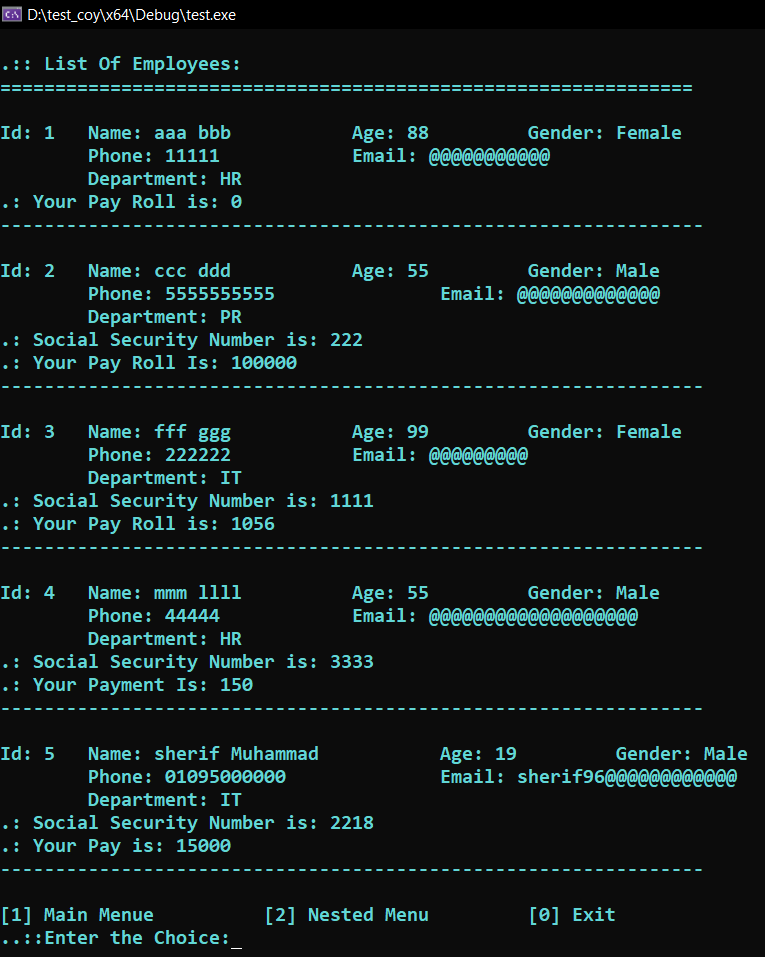 D:\test_coy\x64\Debug\test.exe
.:: List Of Employees:
===============================================================
Id: 1   Name: aaa bbb           Age: 88         Gender: Female
        Phone: 11111            Email: @@@@@@@@@@@
        Department: HR
.: Your Pay Roll is: 0
----------------------------------------------------------------
Id: 2   Name: ccc ddd           Age: 55         Gender: Male
        Phone: 5555555555               Email: @@@@@@@@@@@@@
        Department: PR
.: Social Security Number is: 222
.: Your Pay Roll Is: 100000
----------------------------------------------------------------
Id: 3   Name: fff ggg           Age: 99         Gender: Female
        Phone: 222222           Email: @@@@@@@@@
        Department: IT
.: Social Security Number is: 1111
.: Your Pay Roll is: 1056
----------------------------------------------------------------
Id: 4   Name: mmm llll          Age: 55         Gender: Male
        Phone: 44444            Email: @@@@@@@@@@@@@@@@@@@
        Department: HR
.: Social Security Number is: 3333
.: Your Payment Is: 150
----------------------------------------------------------------
Id: 5   Name: sherif Muhammad           Age: 19         Gender: Male
        Phone: 01095000000              Email: sherif96@@@@@@@@@@@@
        Department: IT
.: Social Security Number is: 2218
.: Your Pay is: 15000
----------------------------------------------------------------
[1] Main Menue          [2] Nested Menu         [0] Exit
..::Enter the Choice:_